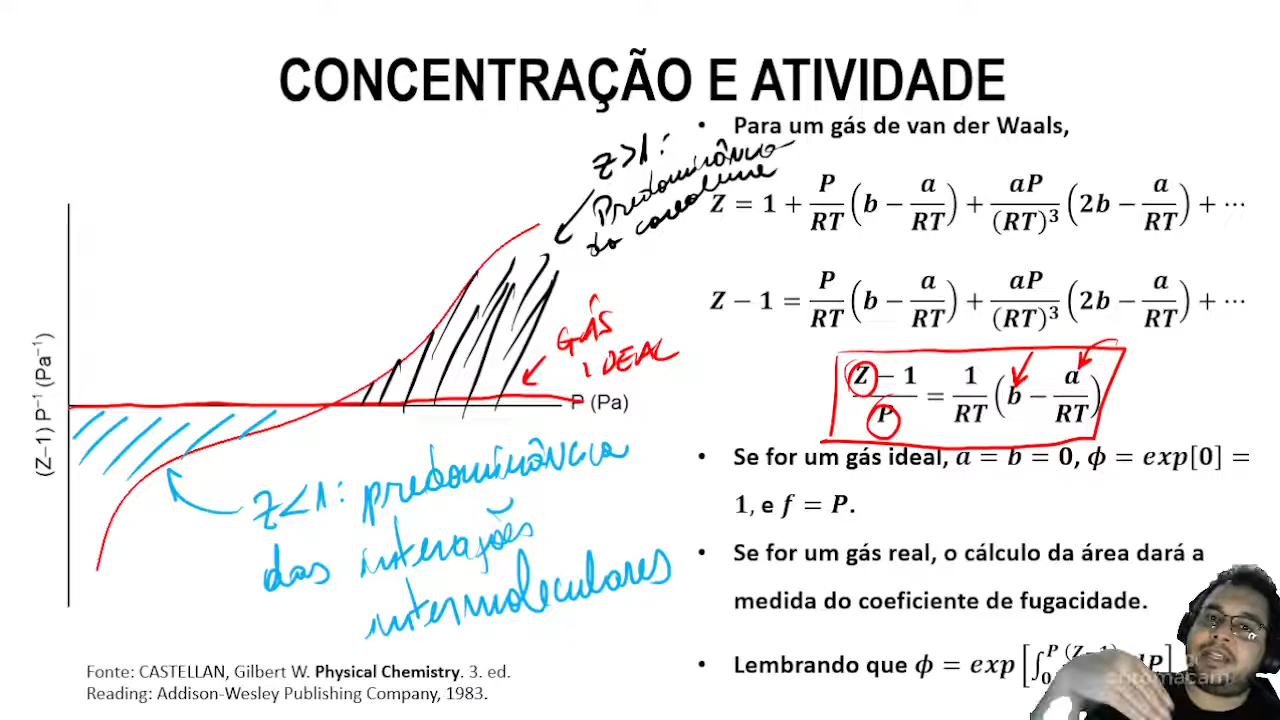 CONCENTRAÇÃO E ATIVIDADE
• Para um gás de van der Waals,
Z = 1 + P/RT (b − a/RT) + aP/(RT)³ (2b − a/RT) + ⋯
Z − 1 = P/RT (b − a/RT) + aP/(RT)³ (2b − a/RT) + ⋯
(Z − 1)/P = 1/RT (b − a/RT)
• Se for um gás ideal, a = b = 0, ϕ = exp[0] =
1, e f = P.
• Se for um gás real, o cálculo da área dará a
medida do coeficiente de fugacidade.
• Lembrando que ϕ = exp [∫₀ᴾ (Z dP]
Z>1:
Predominância
do
GÁS
IDEAL
P (Pa)
(Z–1) P⁻¹ (Pa⁻¹)
Z<1: predominância
das interações
intermoleculares
Fonte: CASTELLAN, Gilbert W. Physical Chemistry. 3. ed.
Reading: Addison-Wesley Publishing Company, 1983.